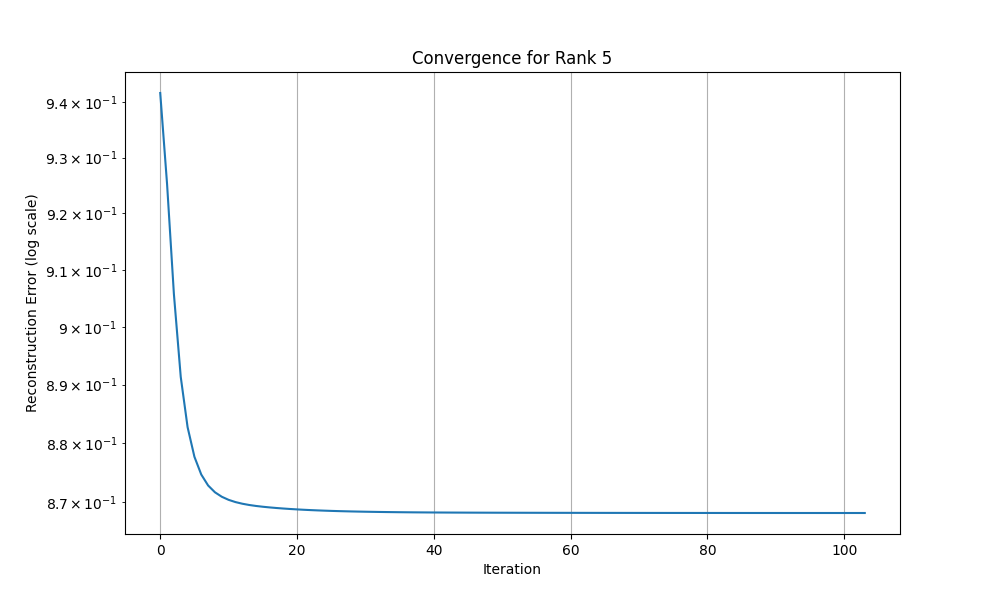 Convergence for Rank 5
Reconstruction Error (log scale)
9.4 × 10⁻¹
9.3 × 10⁻¹
9.2 × 10⁻¹
9.1 × 10⁻¹
9 × 10⁻¹
8.9 × 10⁻¹
8.8 × 10⁻¹
8.7 × 10⁻¹
0 20 40 60 80 100
Iteration